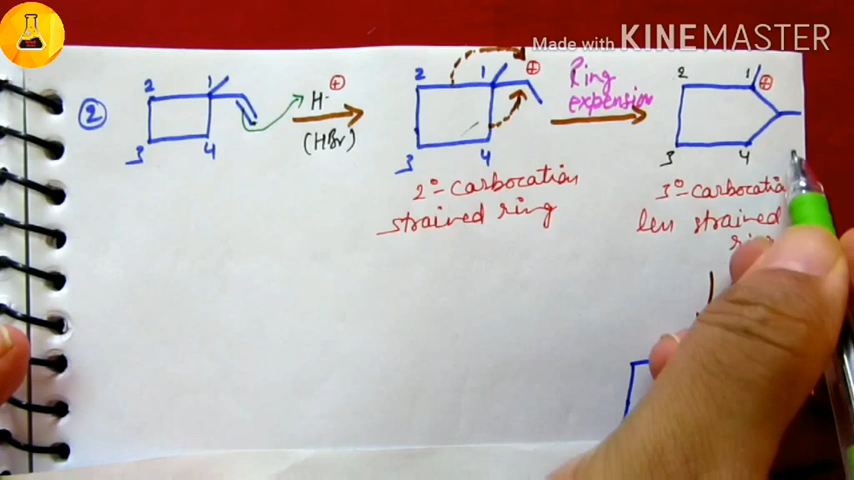 Made with KINEMASTER
2
2 1
3 4
H⊕
(HBr)
2 1 ⊕
3 4
2°-carbocation
strained ring
Ring
expension
2 1 ⊕
3 4
3°-carbocatio
less strained